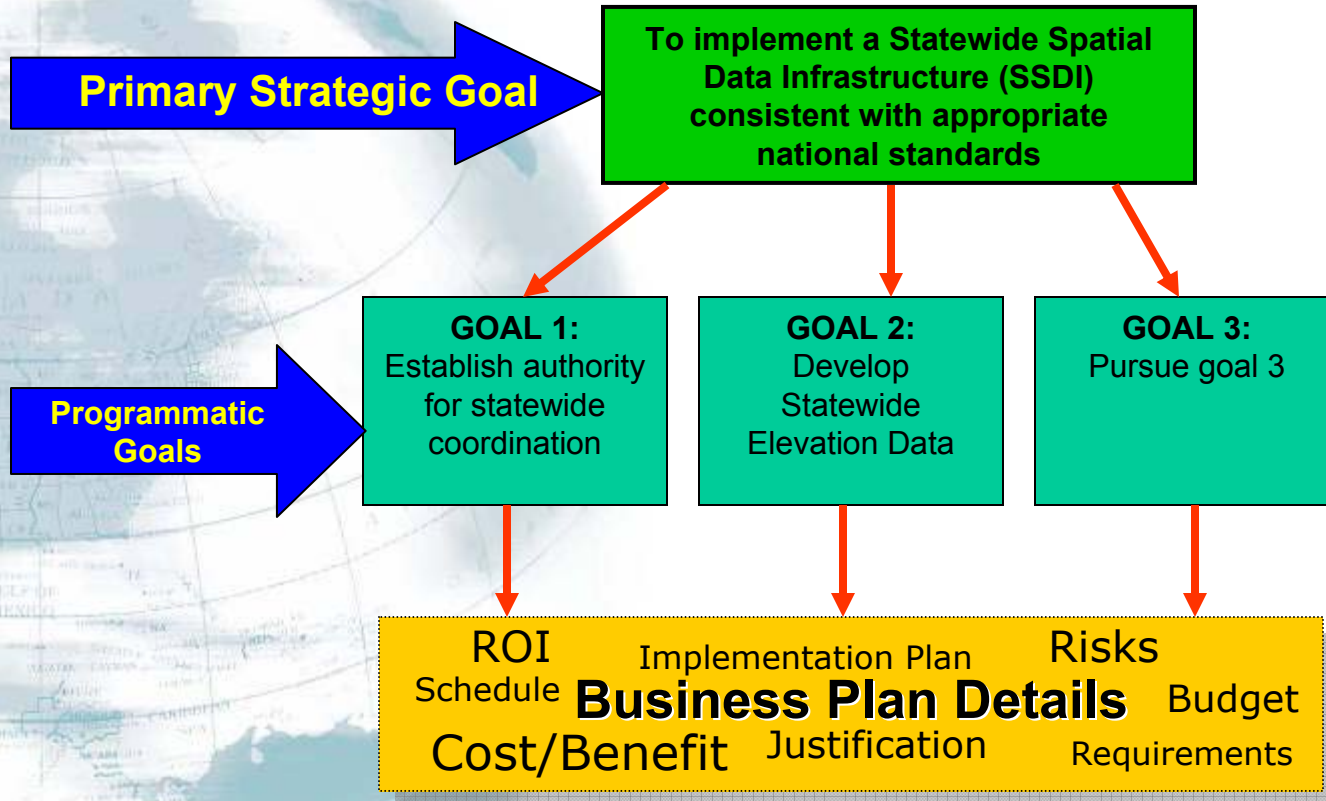 To implement a Statewide Spatial
Data Infrastructure (SSDI)
consistent with appropriate
national standards
Primary Strategic Goal
GOAL 1:
Establish authority
for statewide
coordination
GOAL 2:
Develop
Statewide
Elevation Data
GOAL 3:
Pursue goal 3
Programmatic
Goals
ROI
Implementation Plan
Risks
Schedule
Business Plan Details
Budget
Cost/Benefit
Justification
Requirements